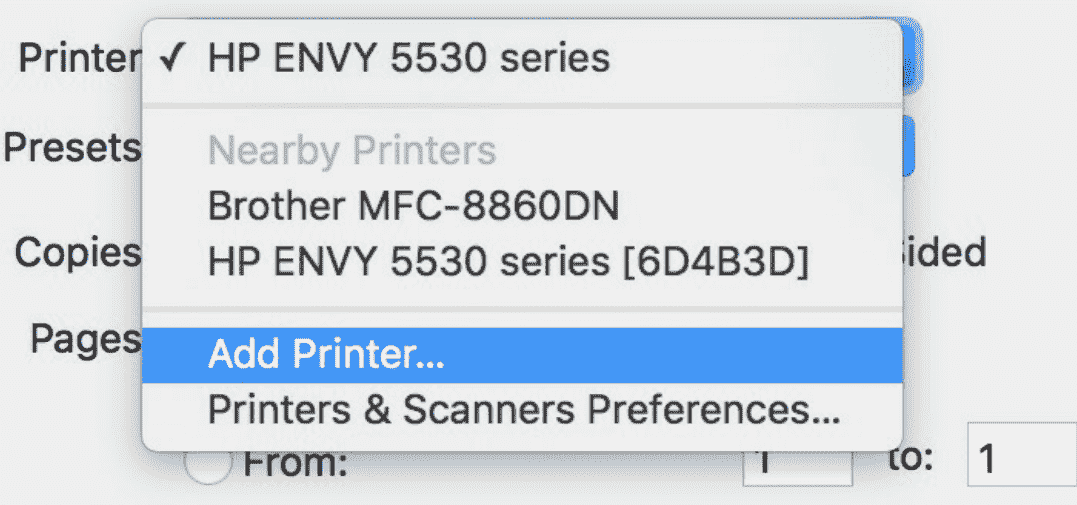 Printer ✓ HP ENVY 5530 series
Presets
Nearby Printers
Brother MFC-8860DN
Copies
HP ENVY 5530 series [6D4B3D]
Pages
Add Printer...
Printers & Scanners Preferences...
From: 1 to: 1